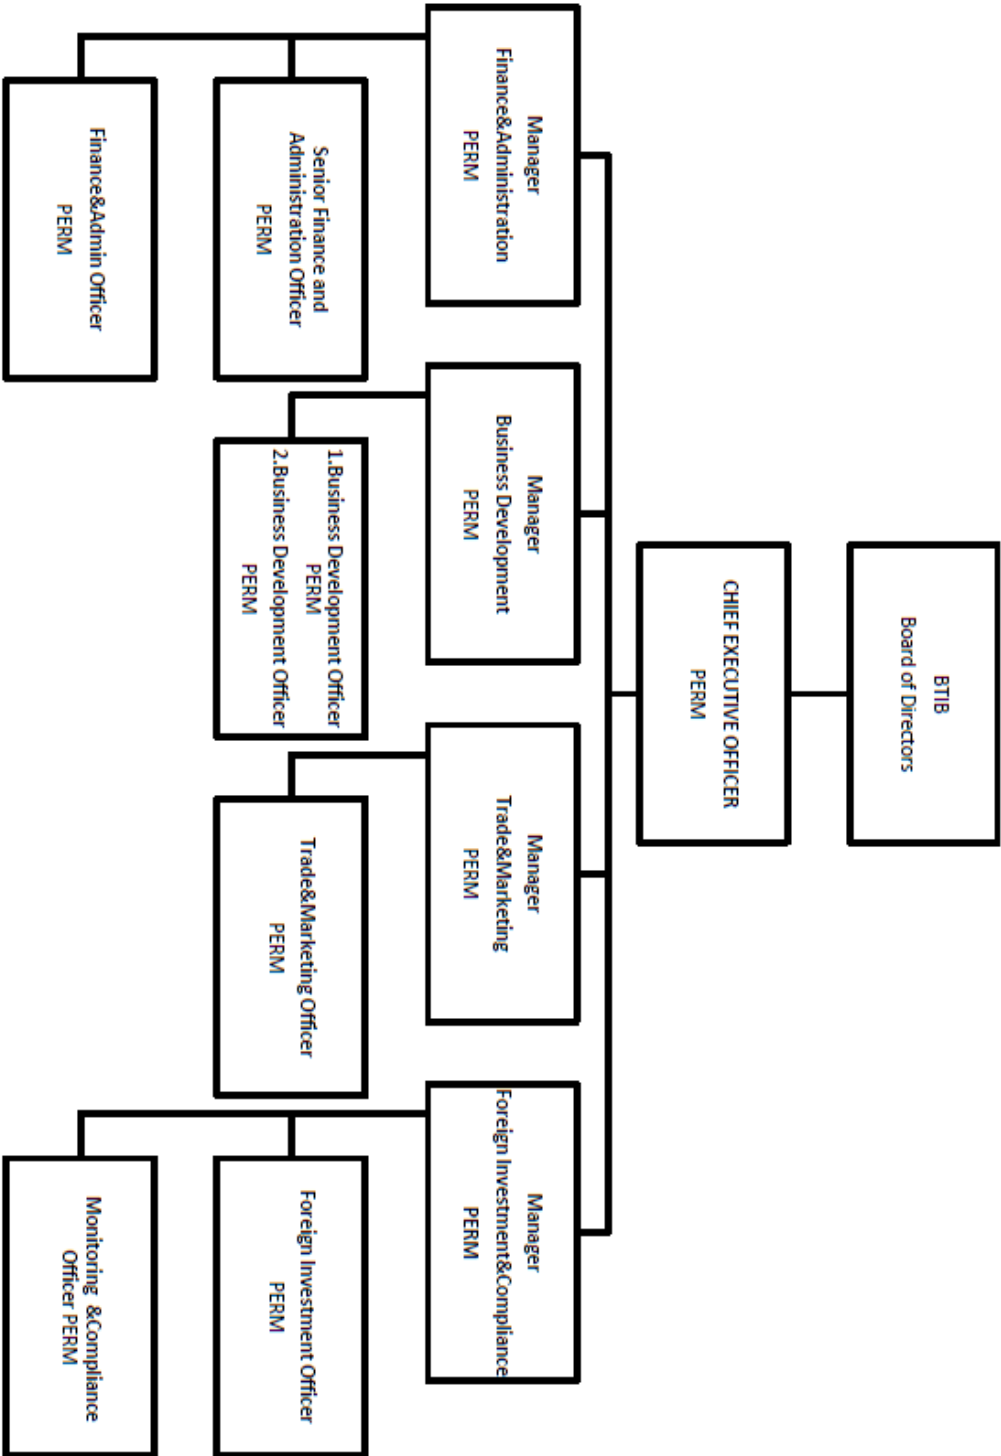 BTIB
Board of Directors
CHIEF EXECUTIVE OFFICER
PERM
Manager
Finance&Administration
PERM
Manager
Business Development
PERM
Manager
Trade&Marketing
PERM
Manager
Foreign Investment&Compliance
PERM
Senior Finance and
Administration Officer
PERM
1.Business Development Officer
PERM
2.Business Development Officer
PERM
Trade&Marketing Officer
PERM
Foreign Investment Officer
PERM
Finance&Admin Officer
PERM
Monitoring &Compliance
Officer PERM